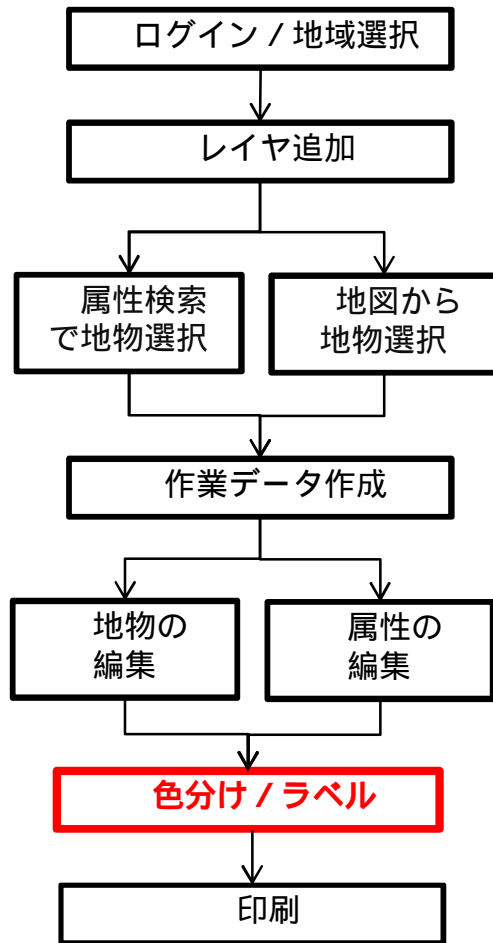 ログイン / 地域選択
レイヤ追加
属性検索
で地物選択
地図から
地物選択
作業データ作成
地物の
編集
属性の
編集
色分け / ラベル
印刷